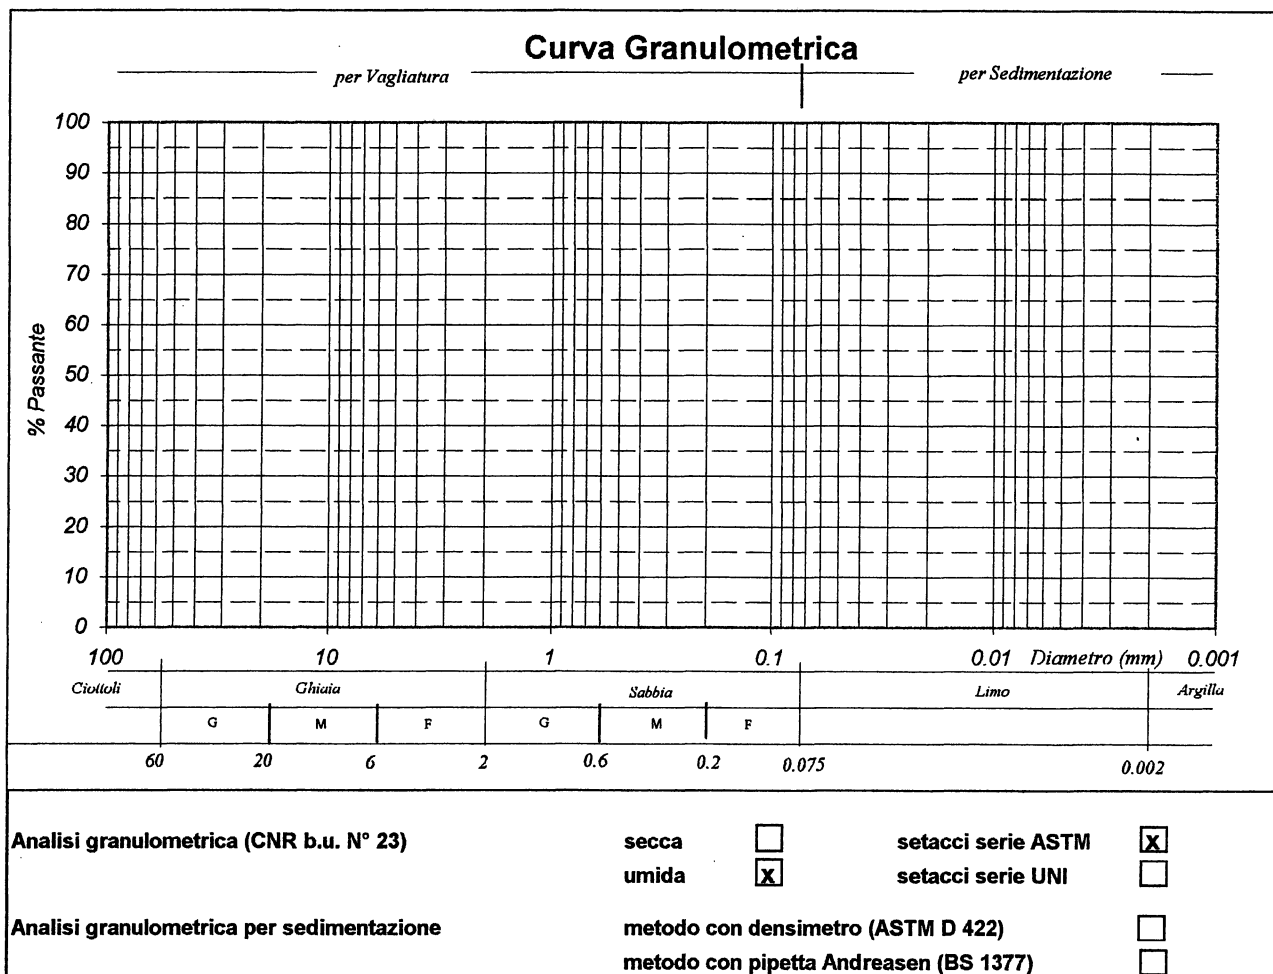 Curva Granulometrica
per Vagliatura per Sedimentazione
100
90
80
70
60
50
40
30
20
10
0
% Passante
100 10 1 0.1 0.01 Diametro (mm) 0.001
Ciottoli Ghiaia Sabbia Limo Argilla
G M F G M F
60 20 6 2 0.6 0.2 0.075 0.002
Analisi granulometrica (CNR b.u. N° 23) secca setacci serie ASTM x
umida x setacci serie UNI
Analisi granulometrica per sedimentazione metodo con densimetro (ASTM D 422)
metodo con pipetta Andreasen (BS 1377)